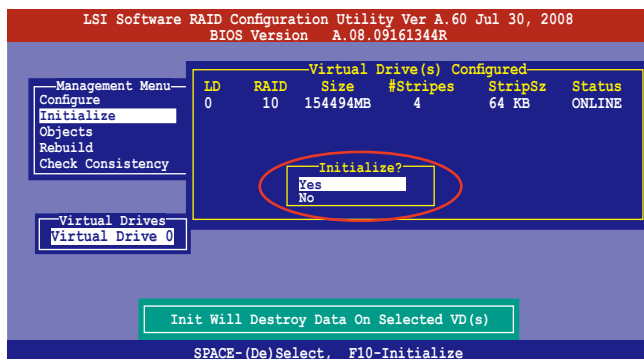 LSI Software RAID Configuration Utility Ver A.60 Jul 30, 2008
BIOS Version A.08.09161344R
Virtual Drive(s) Configured
LD RAID Size #Stripes StripSz Status
0 10 154494MB 4 64 KB ONLINE
Management Menu
Configure
Initialize
Objects
Rebuild
Check Consistency
Initialize?
Yes
No
Virtual Drives
Virtual Drive 0
Init Will Destroy Data On Selected VD(s)
SPACE-(De)Select, F10-Initialize